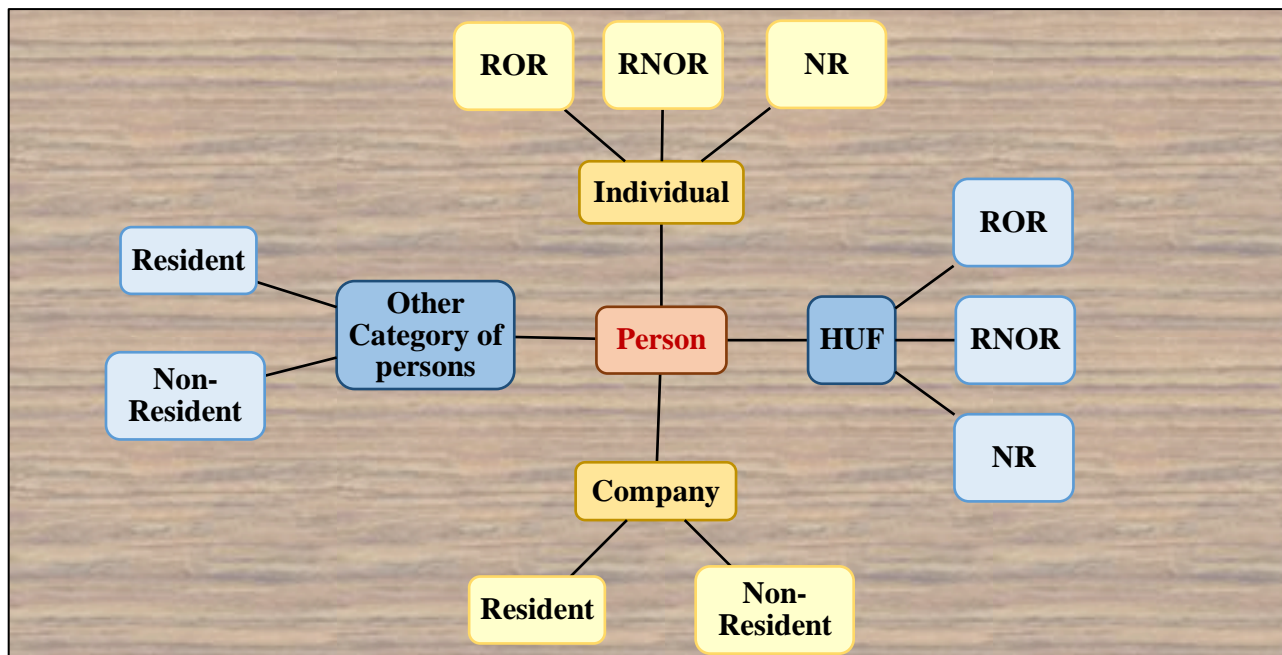 ROR
RNOR
NR
Individual
ROR
Resident
Other
Category of
persons
Person
HUF
RNOR
Non-
Resident
NR
Company
Resident
Non-
Resident